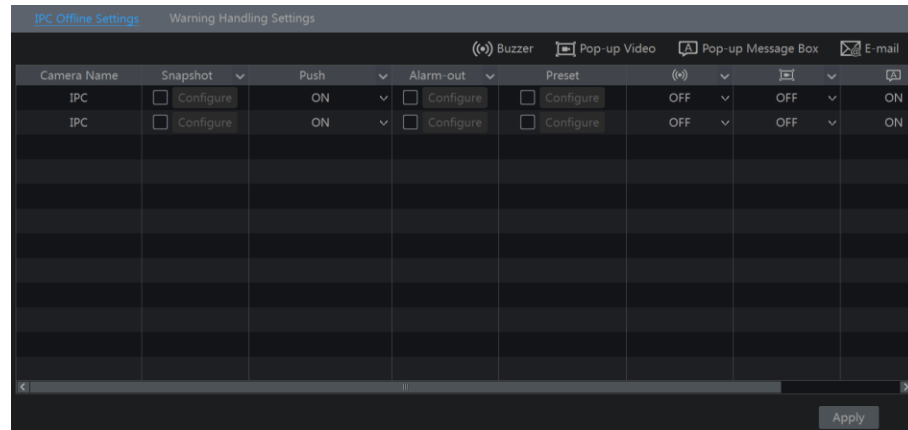 IPC Offline Settings Warning Handling Settings
Buzzer Pop-up Video A Pop-up Message Box E-mail
Camera Name Snapshot Push Alarm-out Preset A
IPC Configure ON Configure Configure OFF OFF ON
IPC Configure ON Configure Configure OFF OFF ON
Apply